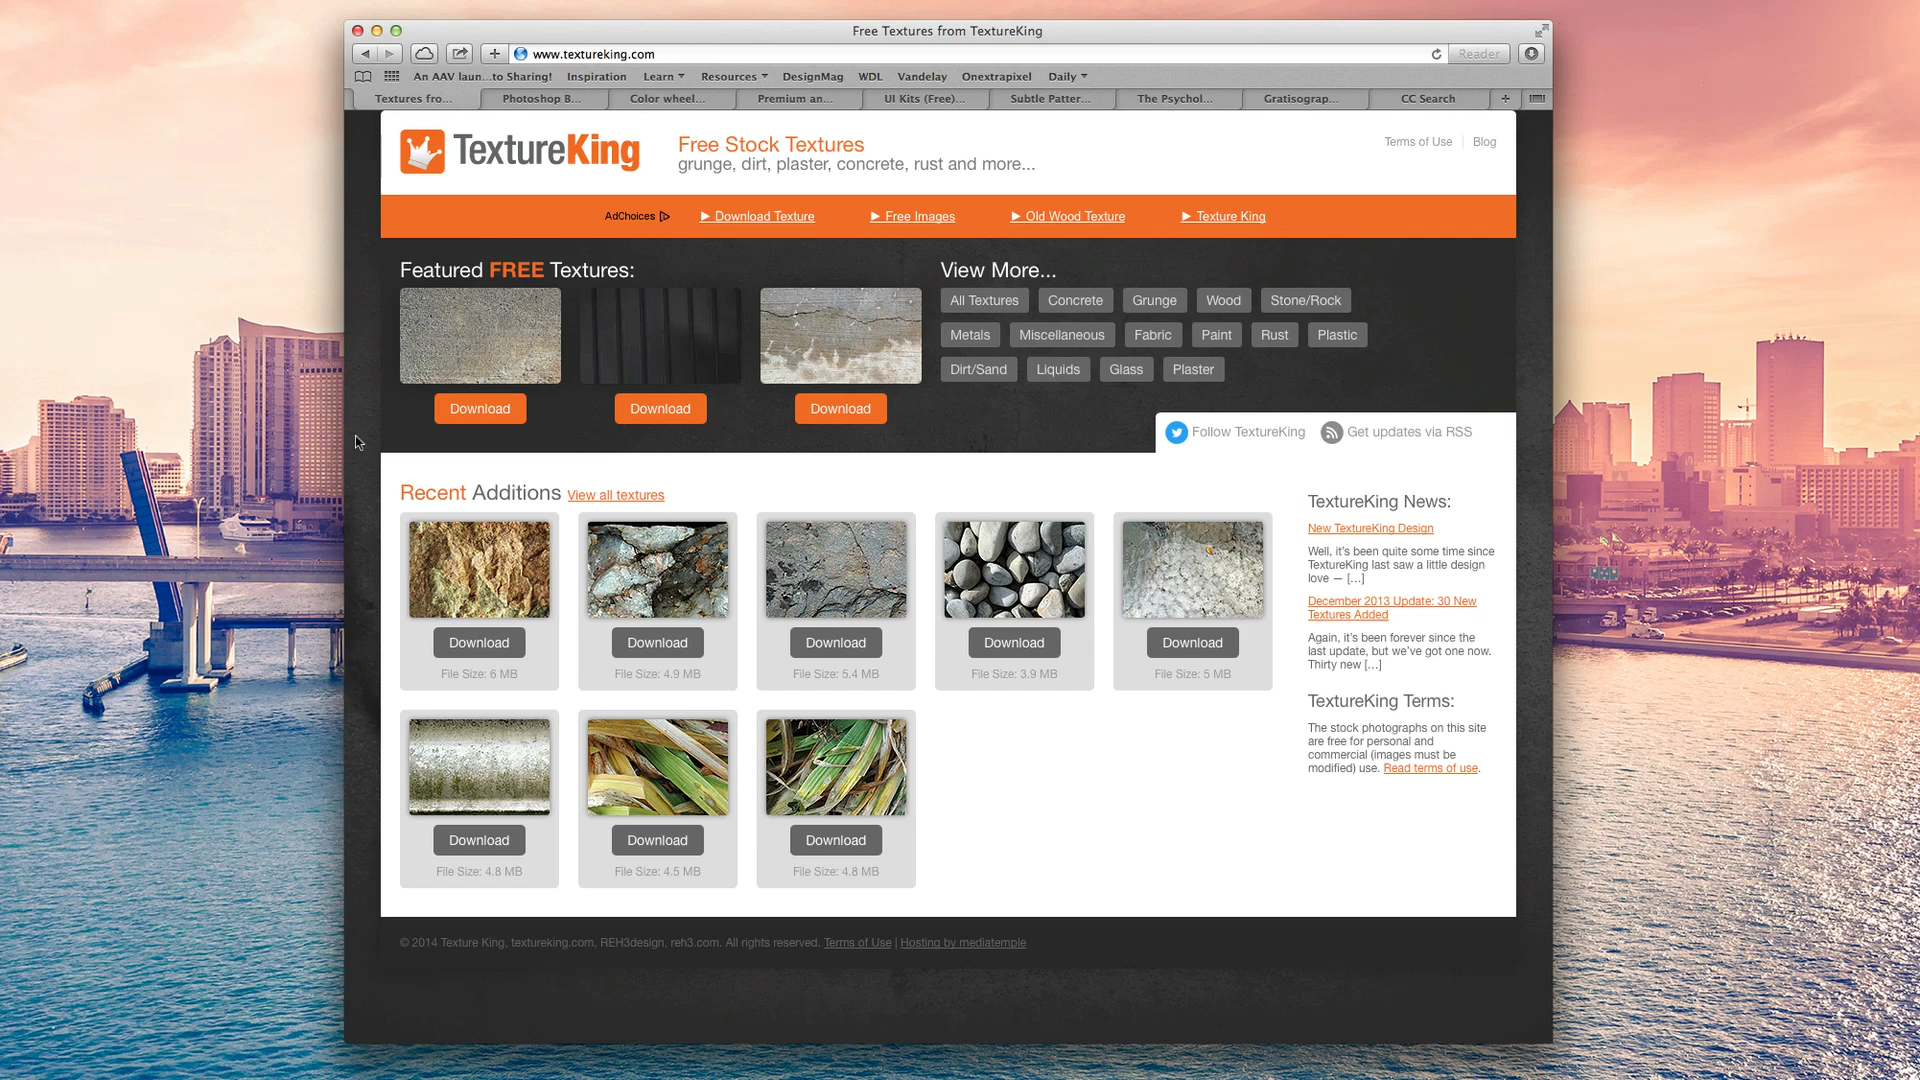 Free Textures from TextureKing
www.textureking.com
Reader
An AAV laun...to Sharing!
Inspiration
Learn
Resources
DesignMag
WDL
Vandelay
Onextrapixel
Daily
Textures fro...
Photoshop B...
Color wheel...
Premium an...
UI Kits (Free)...
Subtle Patter...
The Psychol...
Gratisograp...
CC Search
TextureKing
Free Stock Textures
grunge, dirt, plaster, concrete, rust and more...
Terms of Use
Blog
AdChoices
Download Texture
Free Images
Old Wood Texture
Texture King
Featured FREE Textures:
Download
Download
Download
View More...
All Textures
Concrete
Grunge
Wood
Stone/Rock
Metals
Miscellaneous
Fabric
Paint
Rust
Plastic
Dirt/Sand
Liquids
Glass
Plaster
Follow TextureKing
Get updates via RSS
Recent Additions View all textures
Download
Download
Download
Download
Download
File Size: 6 MB
File Size: 4.9 MB
File Size: 5.4 MB
File Size: 3.9 MB
File Size: 5 MB
Download
Download
Download
File Size: 4.8 MB
File Size: 4.5 MB
File Size: 4.8 MB
TextureKing News:
New TextureKing Design
Well, it's been quite some time since
TextureKing last saw a little design
love — [...]
December 2013 Update: 30 New
Textures Added
Again, it's been forever since the
last update, but we've got one now.
Thirty new [...]
TextureKing Terms:
The stock photographs on this site
are free for personal and
commercial (images must be
modified) use. Read terms of use.
© 2014 Texture King, textureking.com, REH3design, reh3.com. All rights reserved. Terms of Use | Hosting by mediatemple